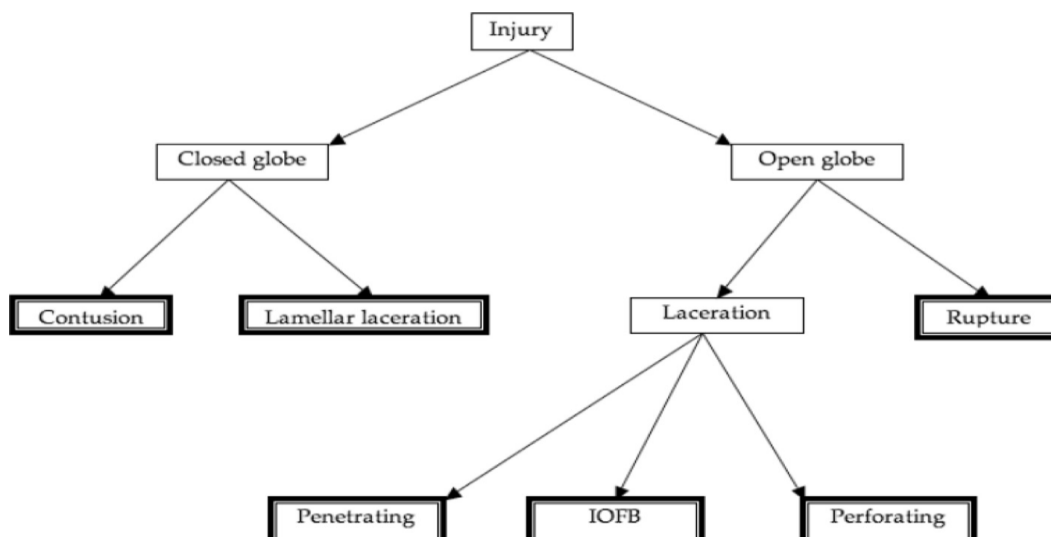 Injury
Closed globe
Open globe
Contusion
Lamellar laceration
Laceration
Rupture
Penetrating
IOFB
Perforating